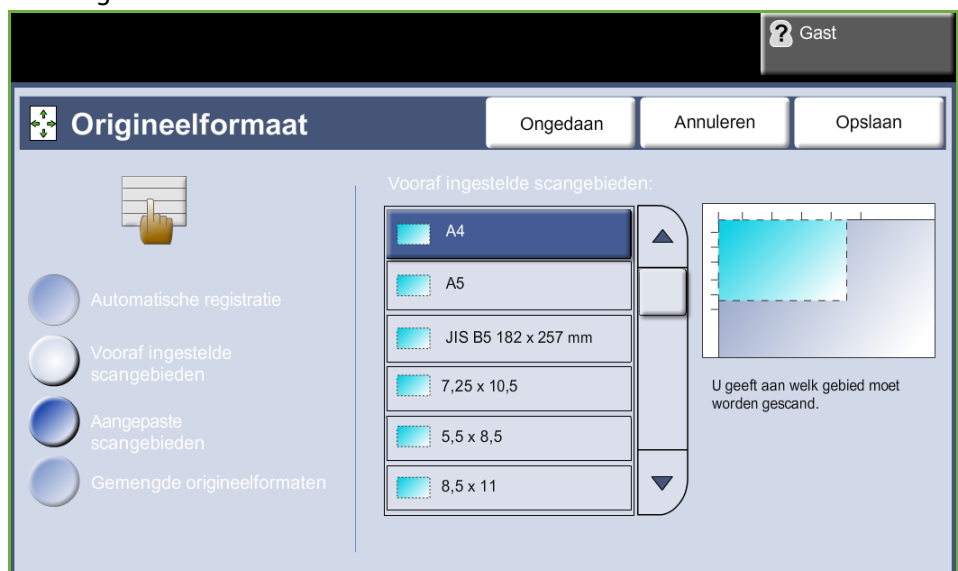 Gast
Origineelformaat
Ongedaan
Annuleren
Opslaan
Vooraf ingestelde scangebieden:
Automatische registratie
Vooraf ingestelde
scangebieden
Aangepaste
scangebieden
Gemengde origineelformaten
A4
A5
JIS B5 182 x 257 mm
7,25 x 10,5
5,5 x 8,5
8,5 x 11
U geeft aan welk gebied moet
worden gescand.